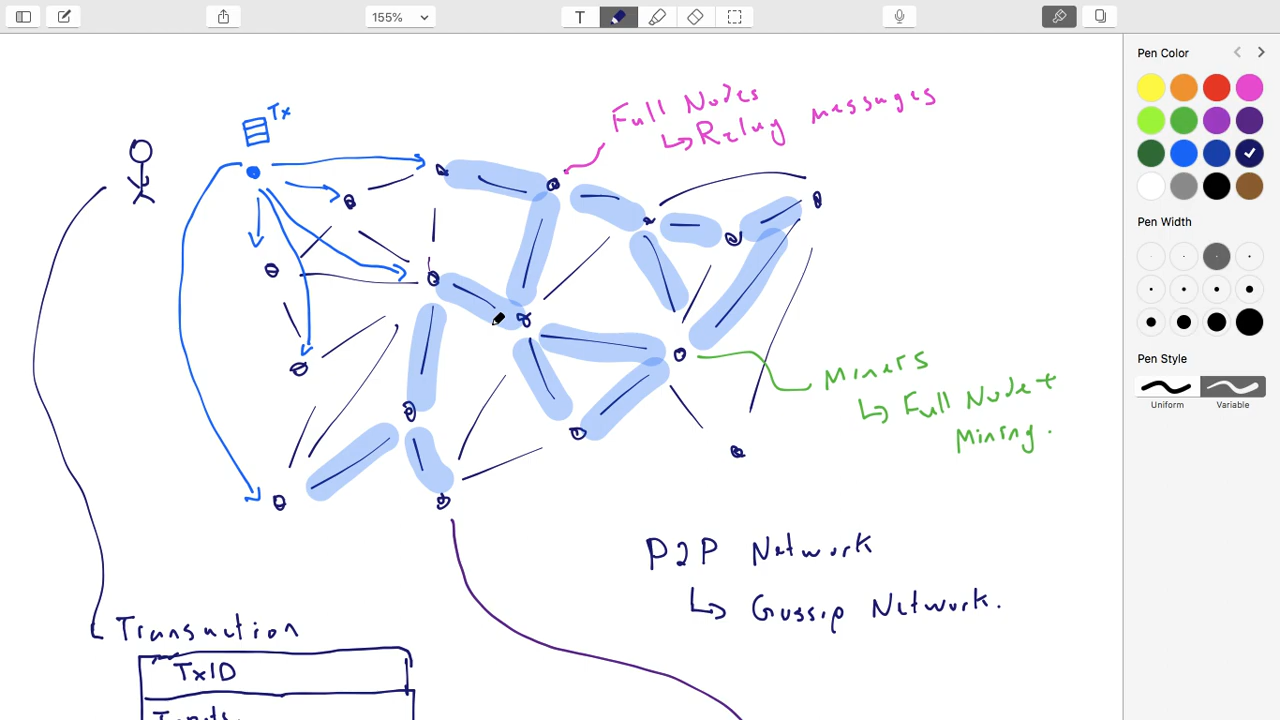 155%
T
Pen Color
Tx
Full Nodes
↳ Relay messages
Pen Width
Miners
↳ Full Node +
Mining.
Pen Style
Uniform
Variable
P2P Network
↳ Gossip Network.
Transaction
TxID
Inputs